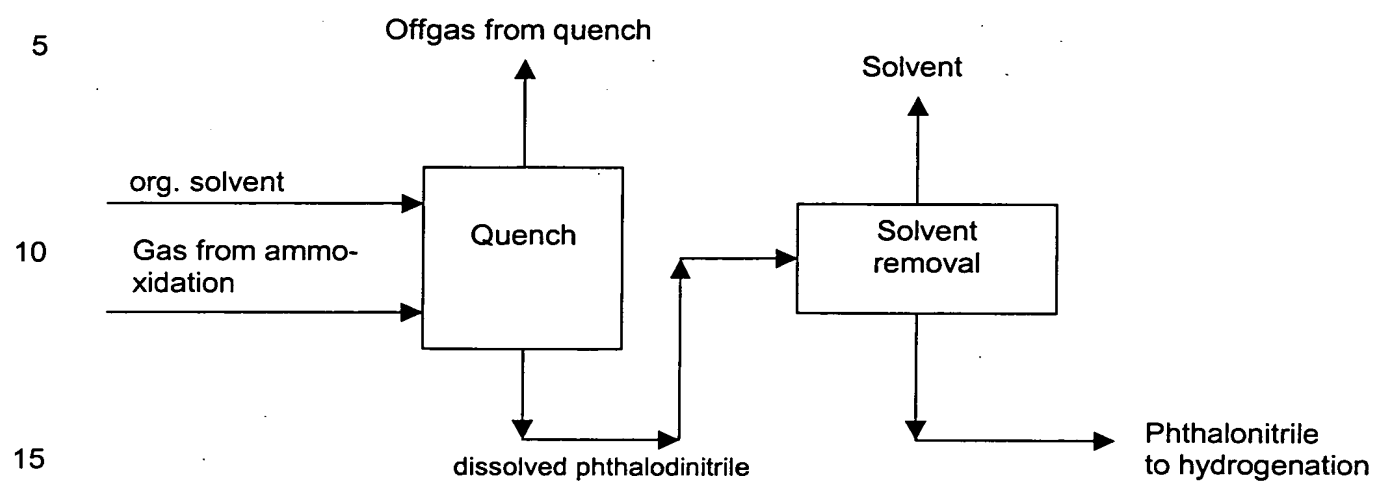 5
Offgas from quench
Solvent
org. solvent
Quench
Solvent
removal
10
Gas from ammo-
xidation
15
dissolved phthalodinitrile
Phthalonitrile
to hydrogenation